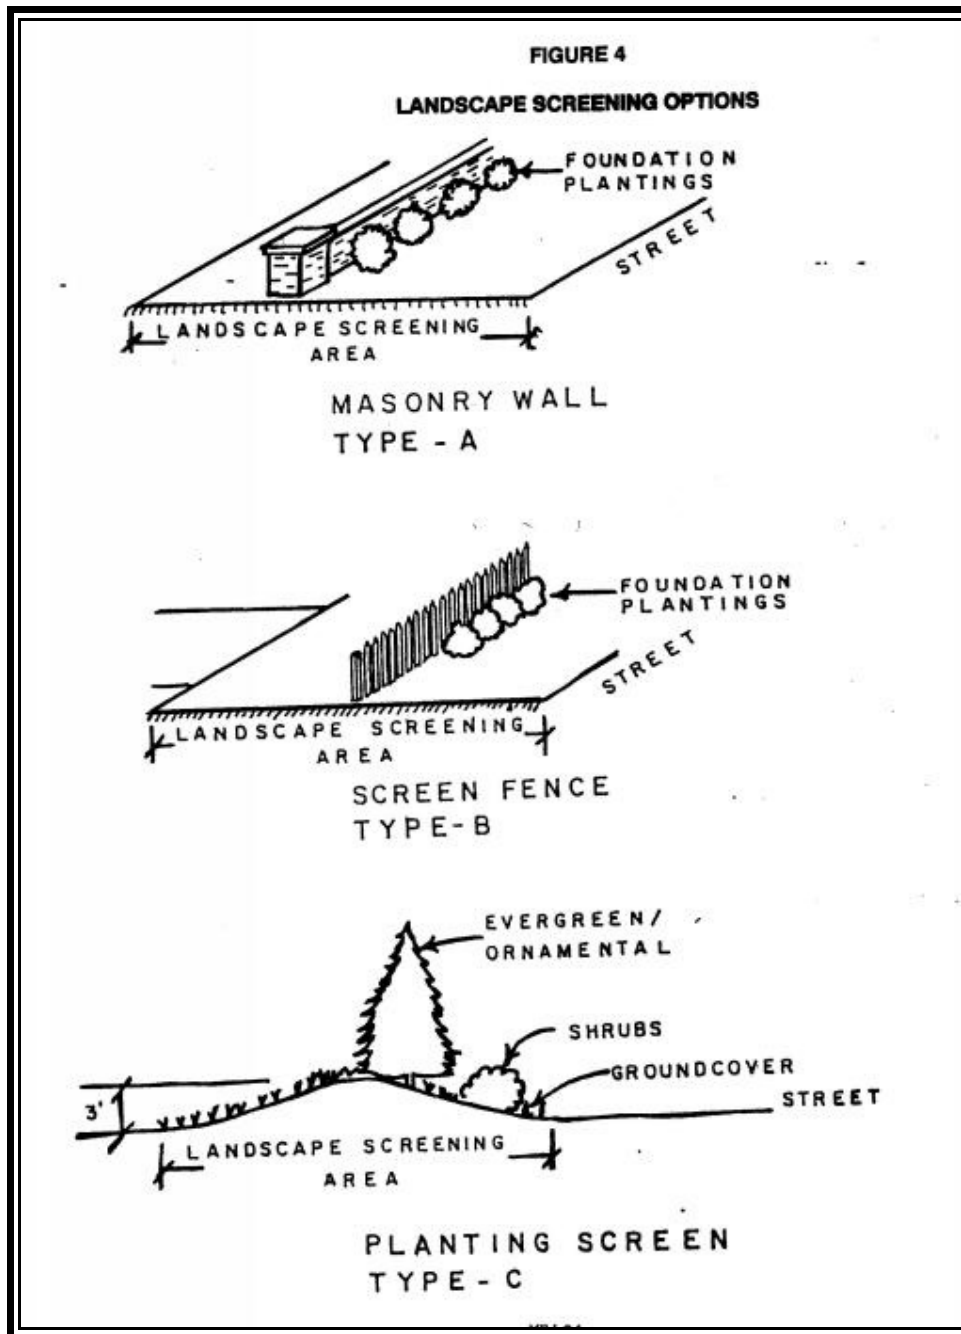 FIGURE 4
LANDSCAPE SCREENING OPTIONS
FOUNDATION
PLANTINGS
STREET
LANDSCAPE SCREENING
AREA
MASONRY WALL
TYPE - A
FOUNDATION
PLANTINGS
STREET
LANDSCAPE SCREENING
AREA
SCREEN FENCE
TYPE-B
EVERGREEN/
ORNAMENTAL
SHRUBS
GROUNDCOVER
STREET
3'
LANDSCAPE SCREENING
AREA
PLANTING SCREEN
TYPE - C